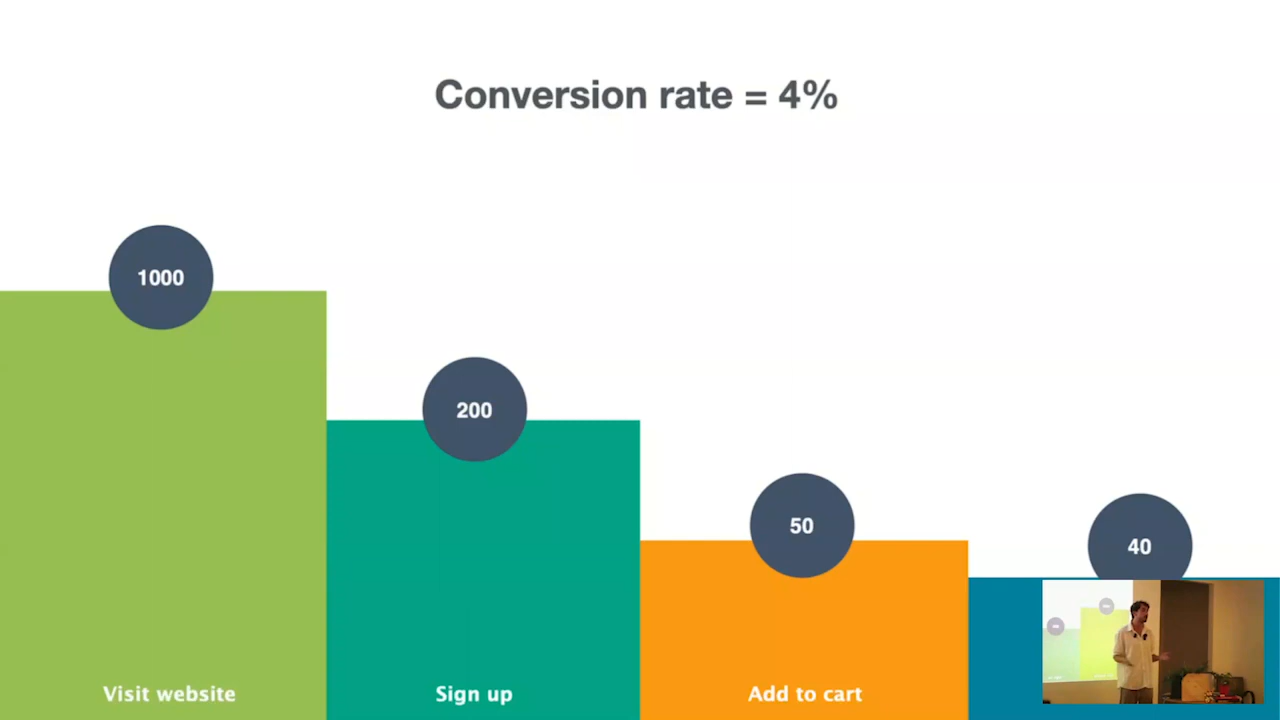 Conversion rate = 4%
1000
200
50
40
Visit website
Sign up
Add to cart